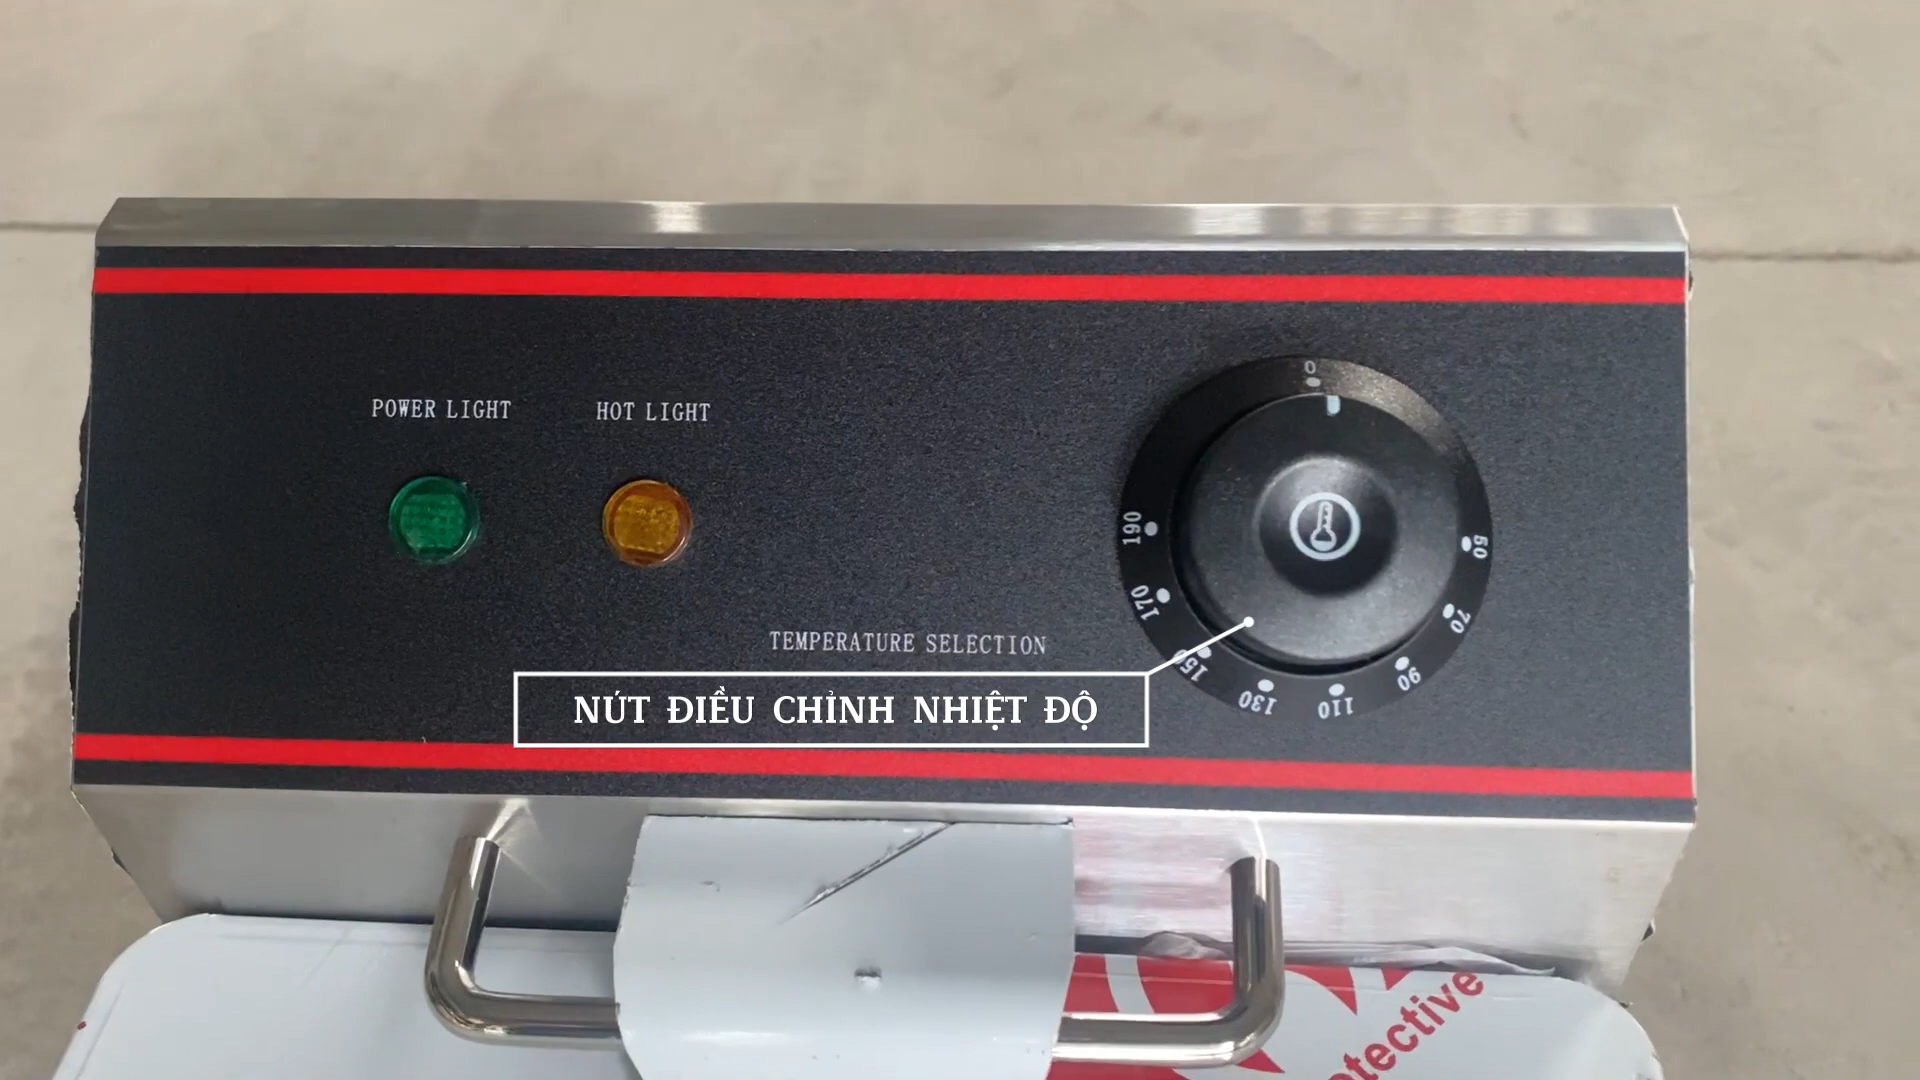 POWER LIGHT
HOT LIGHT
0
50
70
90
110
130
150
170
190
TEMPERATURE SELECTION
NÚT ĐIỀU CHỈNH NHIỆT ĐỘ